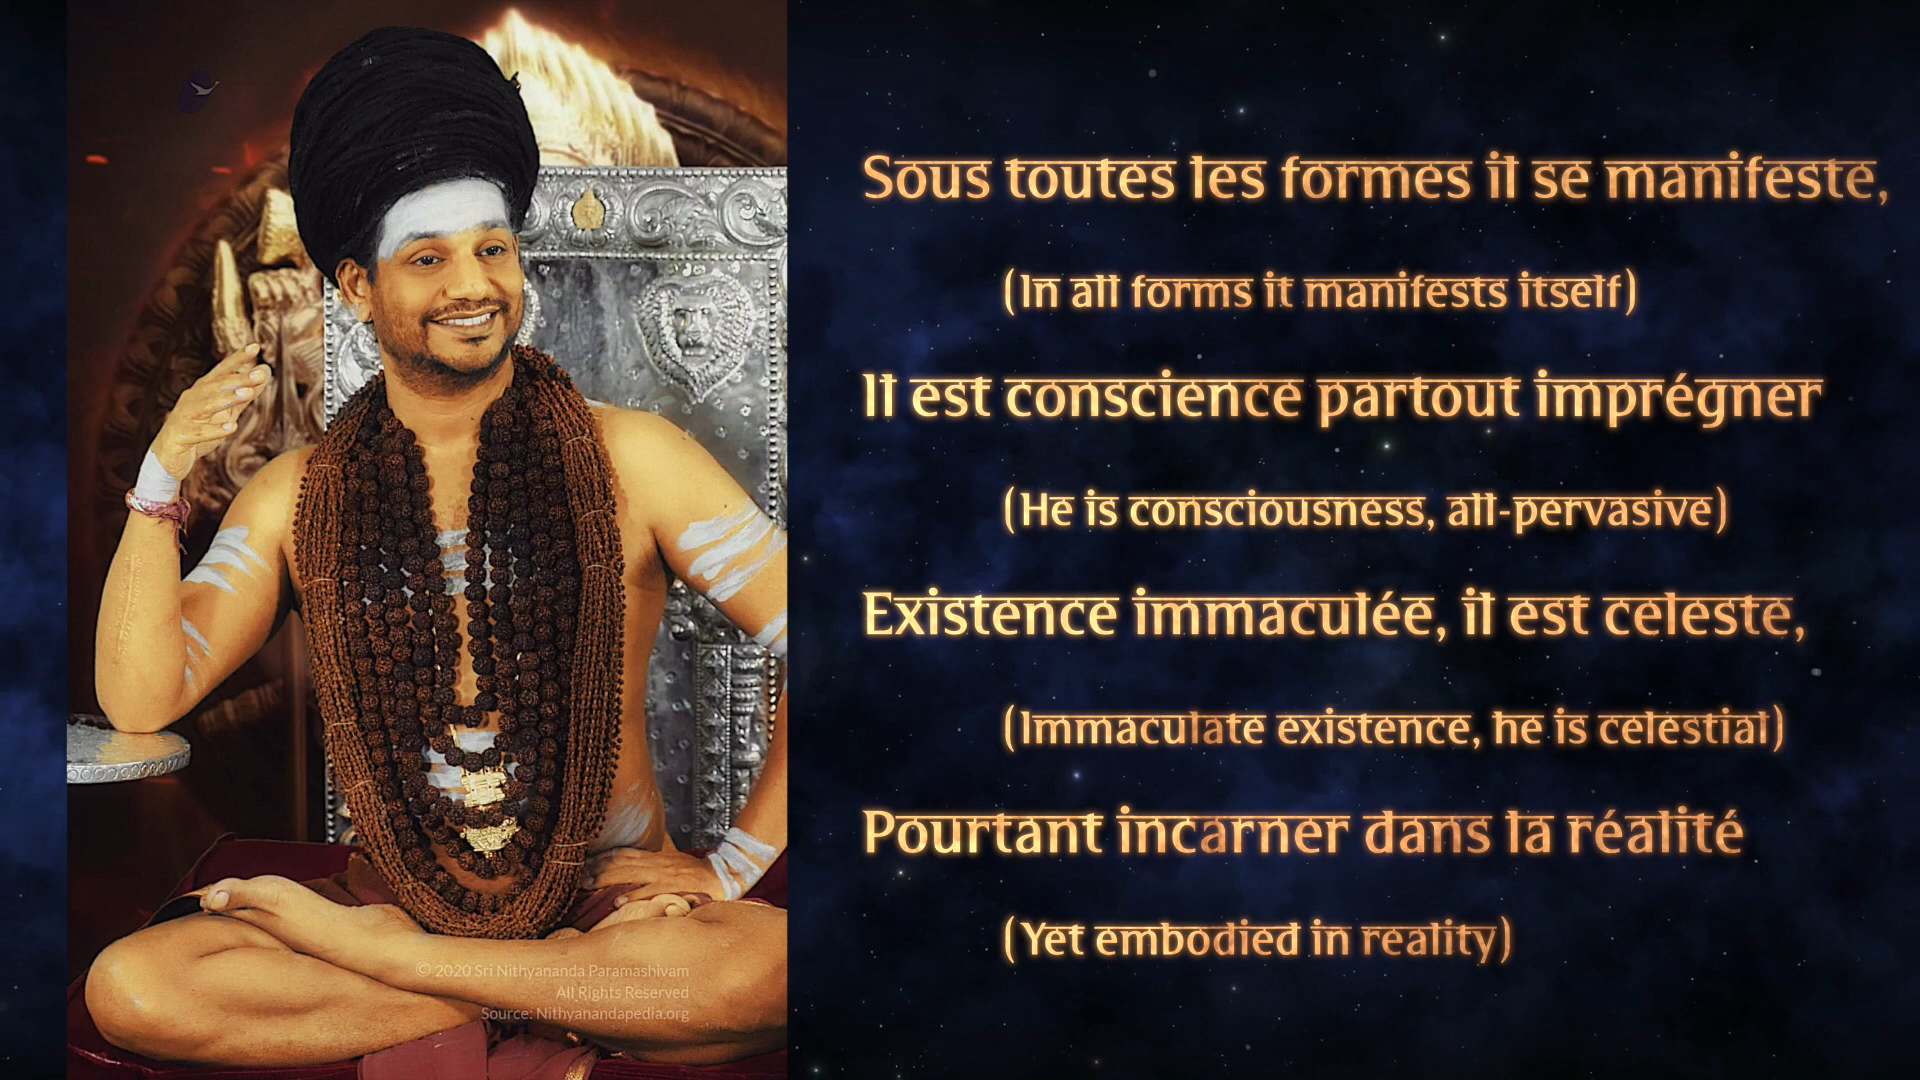 Sous toutes les formes il se manifeste,
(In all forms it manifests itself)
Il est conscience partout imprégner
(He is consciousness, all-pervasive)
Existence immaculée, il est celeste,
(Immaculate existence, he is celestial)
Pourtant incarner dans la réalité
(Yet embodied in reality)
© 2020 Sri Nithyananda Paramashivam
All Rights Reserved
Source: Nithyanandapedia.org